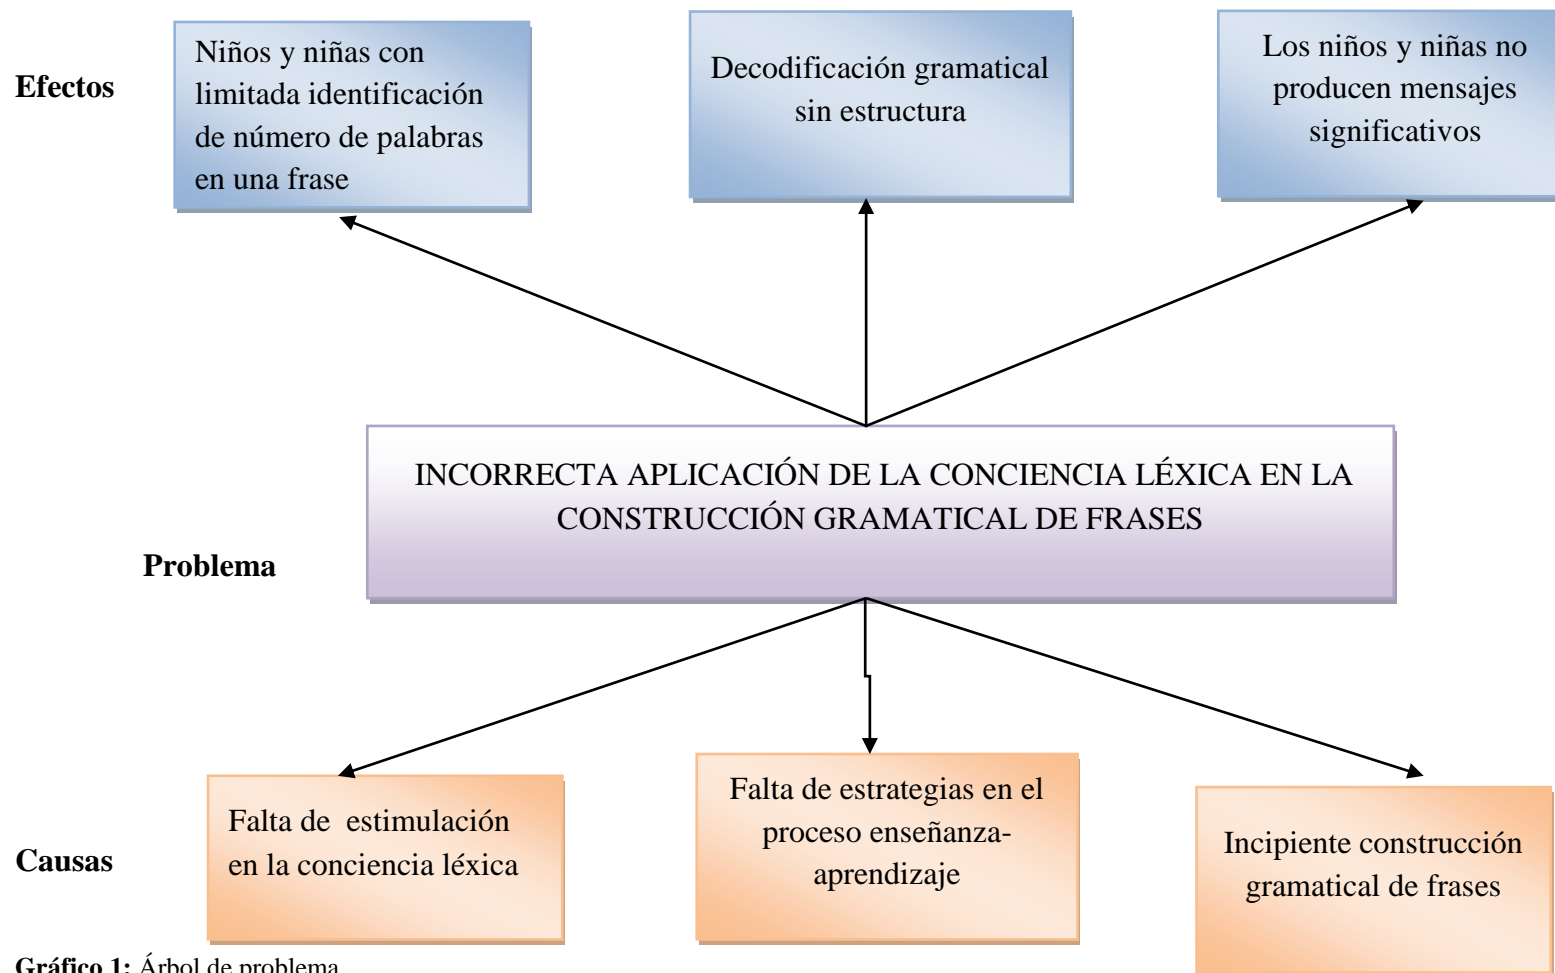 Efectos
Niños y niñas con
limitada identificación
de número de palabras
en una frase
Decodificación gramatical
sin estructura
Los niños y niñas no
producen mensajes
significativos
INCORRECTA APLICACIÓN DE LA CONCIENCIA LÉXICA EN LA
CONSTRUCCIÓN GRAMATICAL DE FRASES
Problema
Causas
Falta de estimulación
en la conciencia léxica
Falta de estrategias en el
proceso enseñanza-
aprendizaje
Incipiente construcción
gramatical de frases
Gráfico 1: Árbol de problema